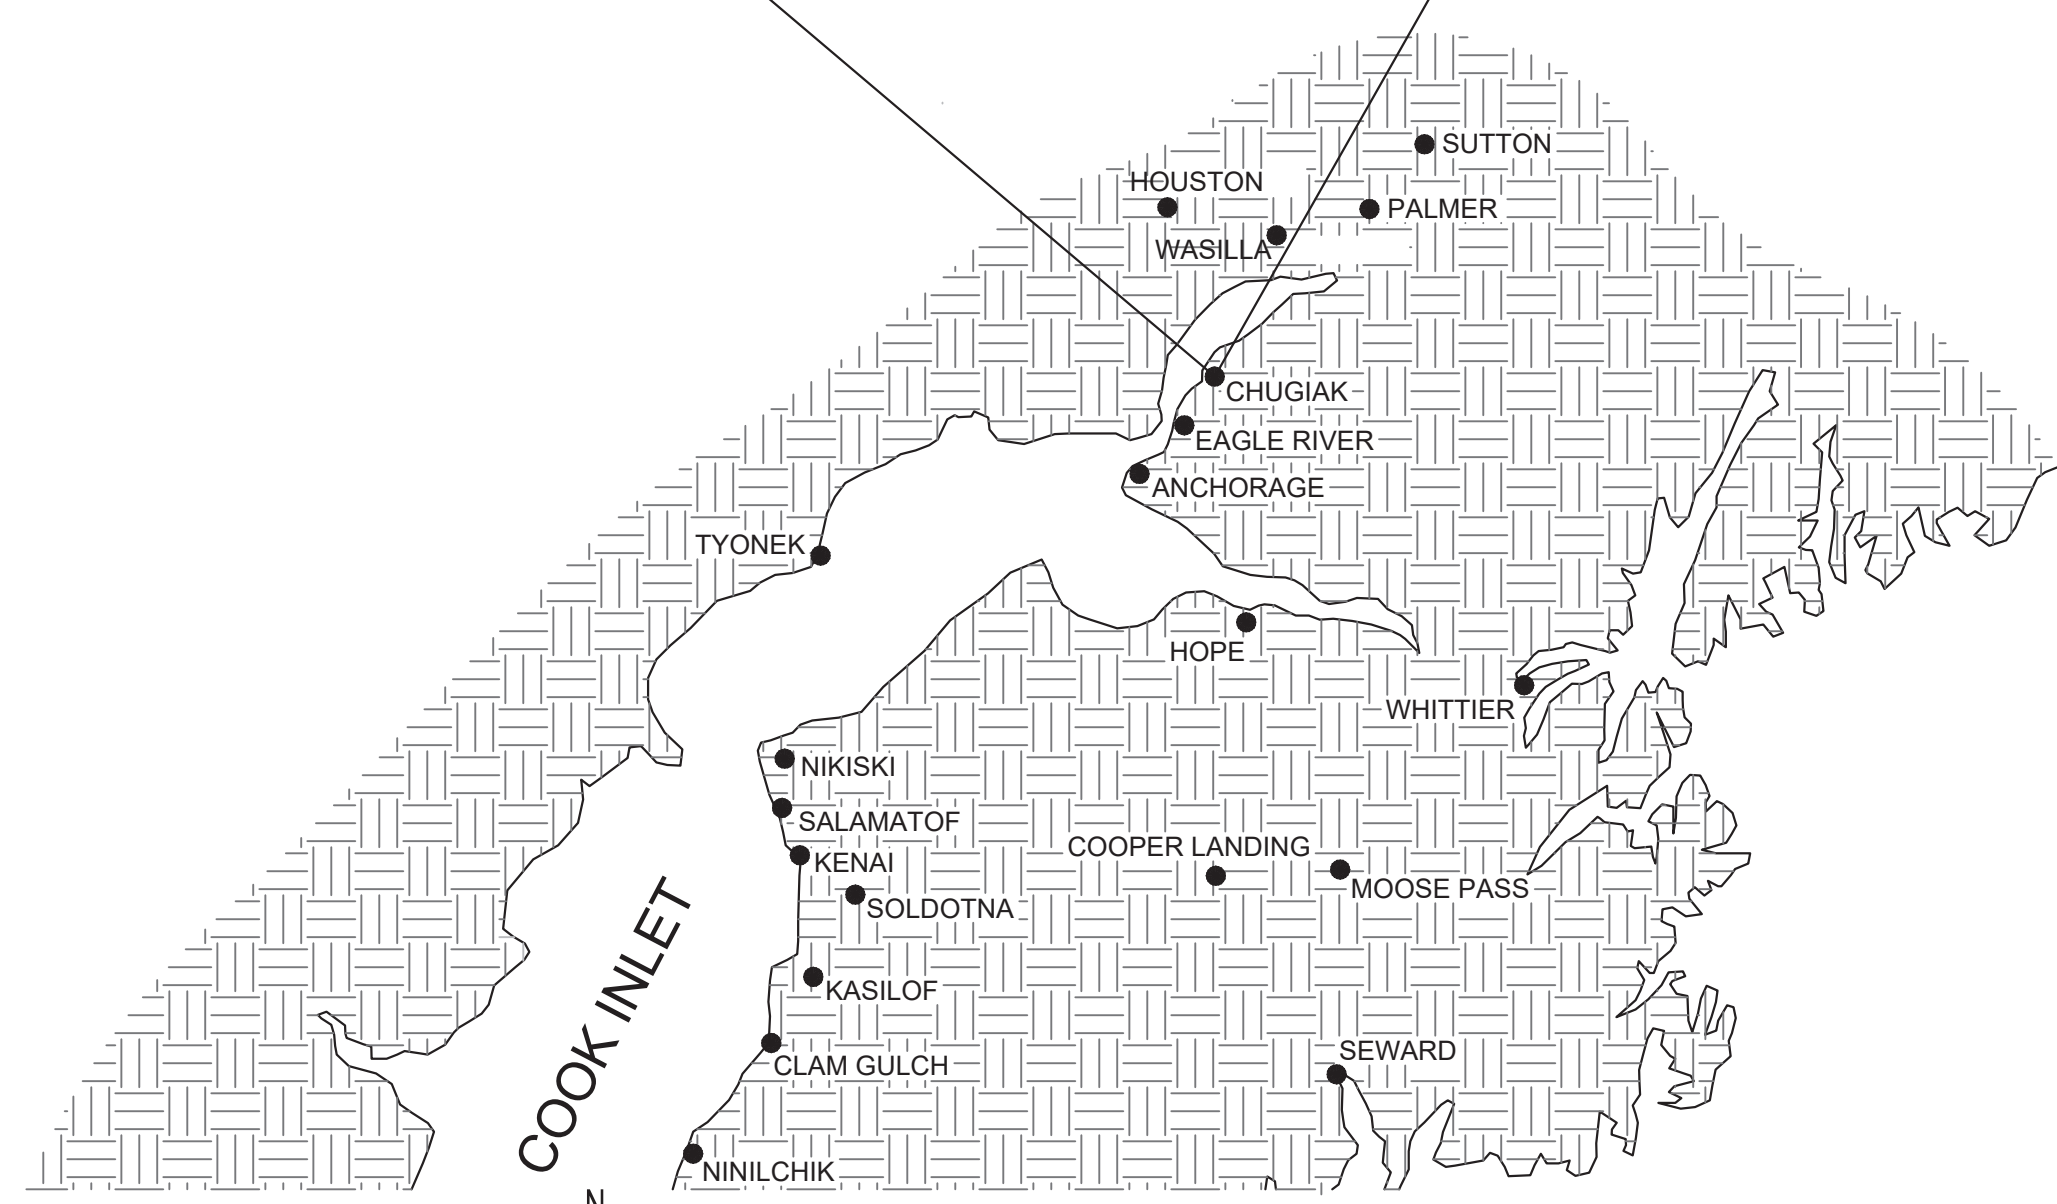 SUTTON
HOUSTON
PALMER
WASILLA
CHUGIAK
EAGLE RIVER
ANCHORAGE
TYONEK
HOPE
WHITTIER
NIKISKI
SALAMATOF
COOPER LANDING
KENAI
MOOSE PASS
SOLDOTNA
COOK INLET
KASILOF
SEWARD
CLAM GULCH
NINILCHIK
N